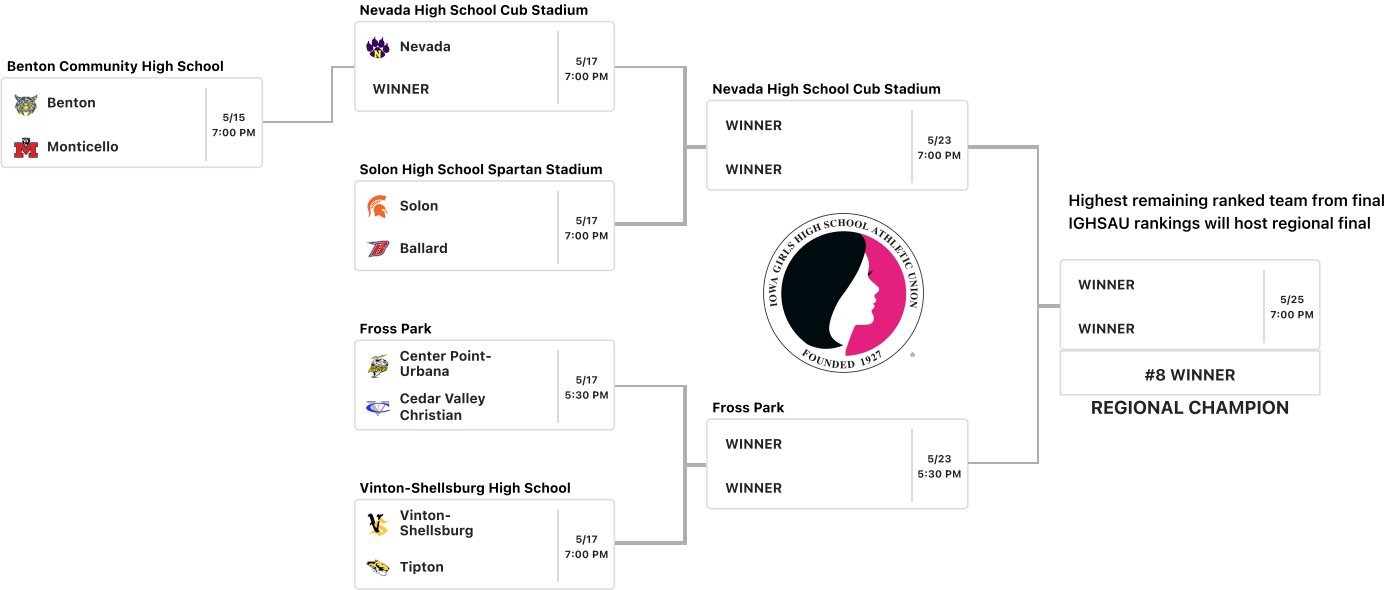 Benton Community High School
Benton
Monticello
5/15
7:00 PM
Nevada High School Cub Stadium
Nevada
WINNER
5/17
7:00 PM
Solon High School Spartan Stadium
Solon
Ballard
5/17
7:00 PM
Fross Park
Center Point-
Urbana
Cedar Valley
Christian
5/17
5:30 PM
Vinton-Shellsburg High School
Vinton-
Shellsburg
Tipton
5/17
7:00 PM
Nevada High School Cub Stadium
WINNER
WINNER
5/23
7:00 PM
IOWA GIRLS HIGH SCHOOL ATHLETIC UNION
FOUNDED 1927
Fross Park
WINNER
WINNER
5/23
5:30 PM
Highest remaining ranked team from final
IGHSAU rankings will host regional final
WINNER
WINNER
5/25
7:00 PM
#8 WINNER
REGIONAL CHAMPION